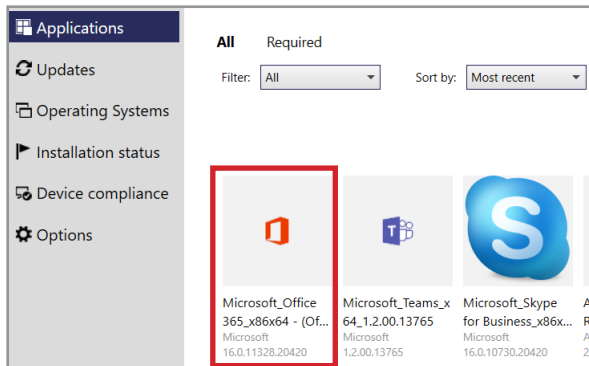 Applications
Updates
Operating Systems
Installation status
Device compliance
Options
All Required
Filter: All Sort by: Most recent
Microsoft_Office
365_x86x64 - (Of...
Microsoft
16.0.11328.20420
Microsoft_Teams_x
64_1.2.00.13765
Microsoft
1.2.00.13765
Microsoft_Skype
for Business_x86x...
Microsoft
16.0.10730.20420